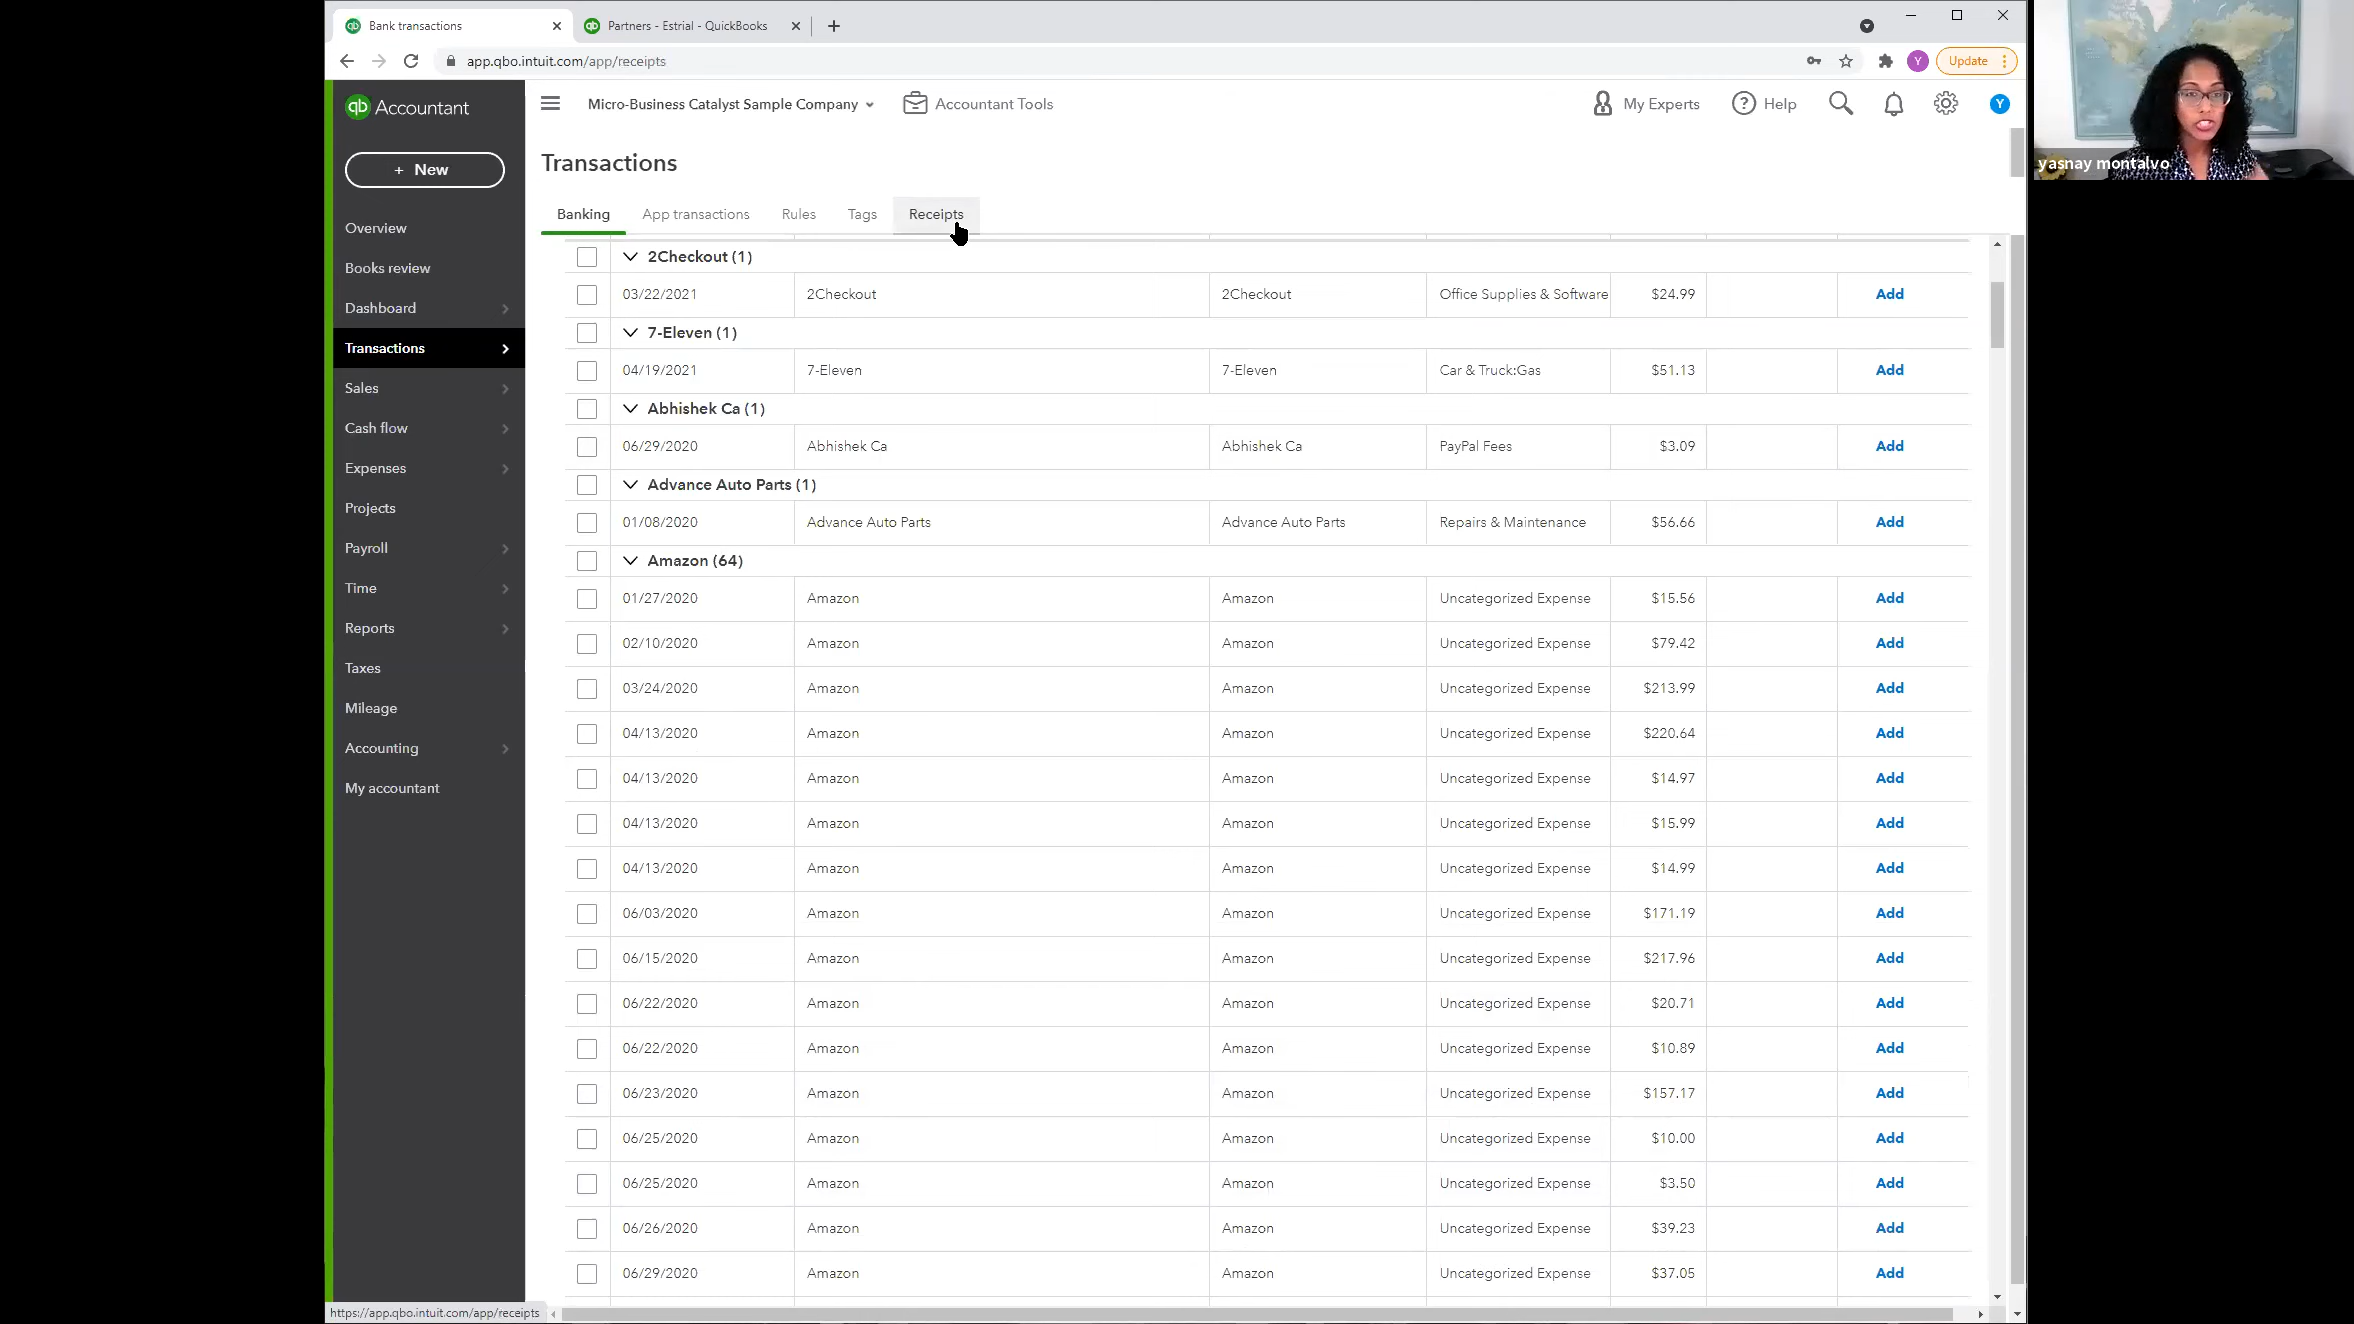 Bank transactions
Partners - Estrial - QuickBooks
app.qbo.intuit.com/app/receipts
Y
Update
qb Accountant
Micro-Business Catalyst Sample Company
Accountant Tools
My Experts
Help
Y
+ New
Overview
Books review
Dashboard
Transactions
Sales
Cash flow
Expenses
Projects
Payroll
Time
Reports
Taxes
Mileage
Accounting
My accountant
Transactions
Banking App transactions Rules Tags Receipts
2Checkout (1)
03/22/2021 2Checkout 2Checkout Office Supplies & Software $24.99 Add
7-Eleven (1)
04/19/2021 7-Eleven 7-Eleven Car & Truck:Gas $51.13 Add
Abhishek Ca (1)
06/29/2020 Abhishek Ca Abhishek Ca PayPal Fees $3.09 Add
Advance Auto Parts (1)
01/08/2020 Advance Auto Parts Advance Auto Parts Repairs & Maintenance $56.66 Add
Amazon (64)
01/27/2020 Amazon Amazon Uncategorized Expense $15.56 Add
02/10/2020 Amazon Amazon Uncategorized Expense $79.42 Add
03/24/2020 Amazon Amazon Uncategorized Expense $213.99 Add
04/13/2020 Amazon Amazon Uncategorized Expense $220.64 Add
04/13/2020 Amazon Amazon Uncategorized Expense $14.97 Add
04/13/2020 Amazon Amazon Uncategorized Expense $15.99 Add
04/13/2020 Amazon Amazon Uncategorized Expense $14.99 Add
06/03/2020 Amazon Amazon Uncategorized Expense $171.19 Add
06/15/2020 Amazon Amazon Uncategorized Expense $217.96 Add
06/22/2020 Amazon Amazon Uncategorized Expense $20.71 Add
06/22/2020 Amazon Amazon Uncategorized Expense $10.89 Add
06/23/2020 Amazon Amazon Uncategorized Expense $157.17 Add
06/25/2020 Amazon Amazon Uncategorized Expense $10.00 Add
06/25/2020 Amazon Amazon Uncategorized Expense $3.50 Add
06/26/2020 Amazon Amazon Uncategorized Expense $39.23 Add
06/29/2020 Amazon Amazon Uncategorized Expense $37.05 Add
https://app.qbo.intuit.com/app/receipts
yasnay montalvo